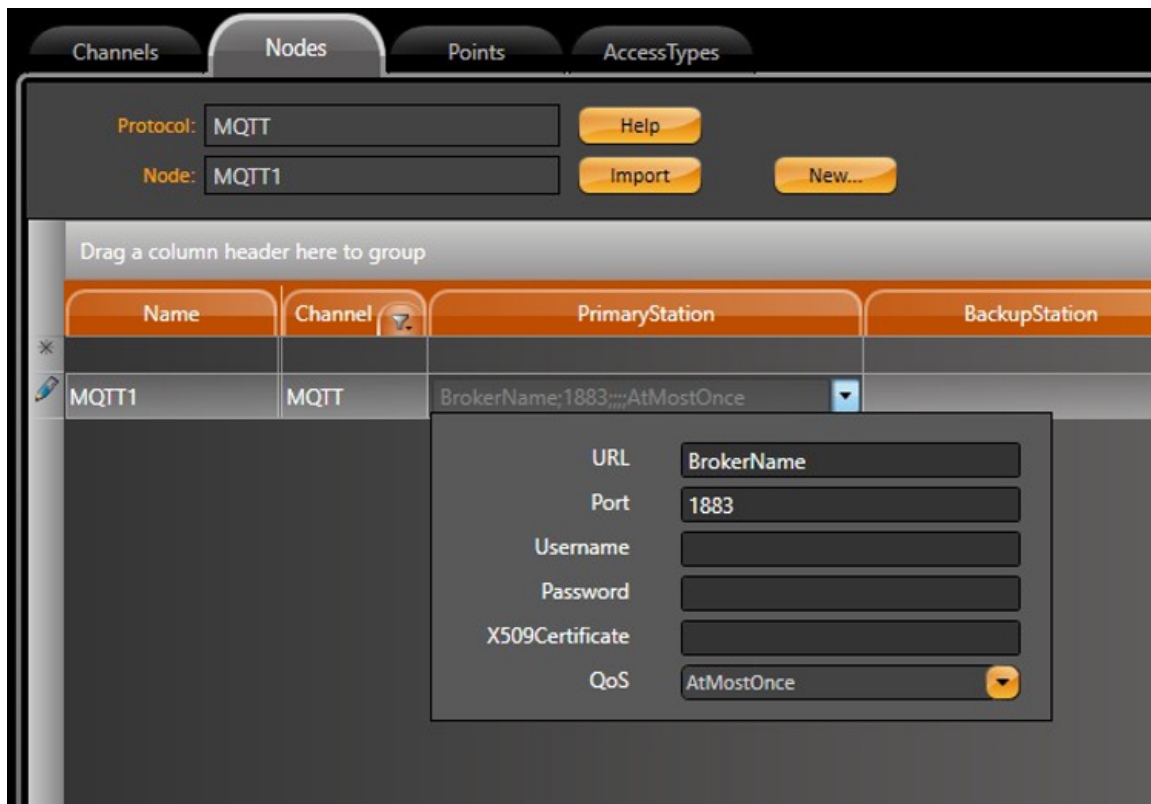 Channels Nodes Points AccessTypes
Protocol: MQTT Help
Node: MQTT1 Import New...
Drag a column header here to group
Name Channel PrimaryStation BackupStation
MQTT1 MQTT BrokerName;1883;;;;AtMostOnce
URL BrokerName
Port 1883
Username
Password
X509Certificate
QoS AtMostOnce